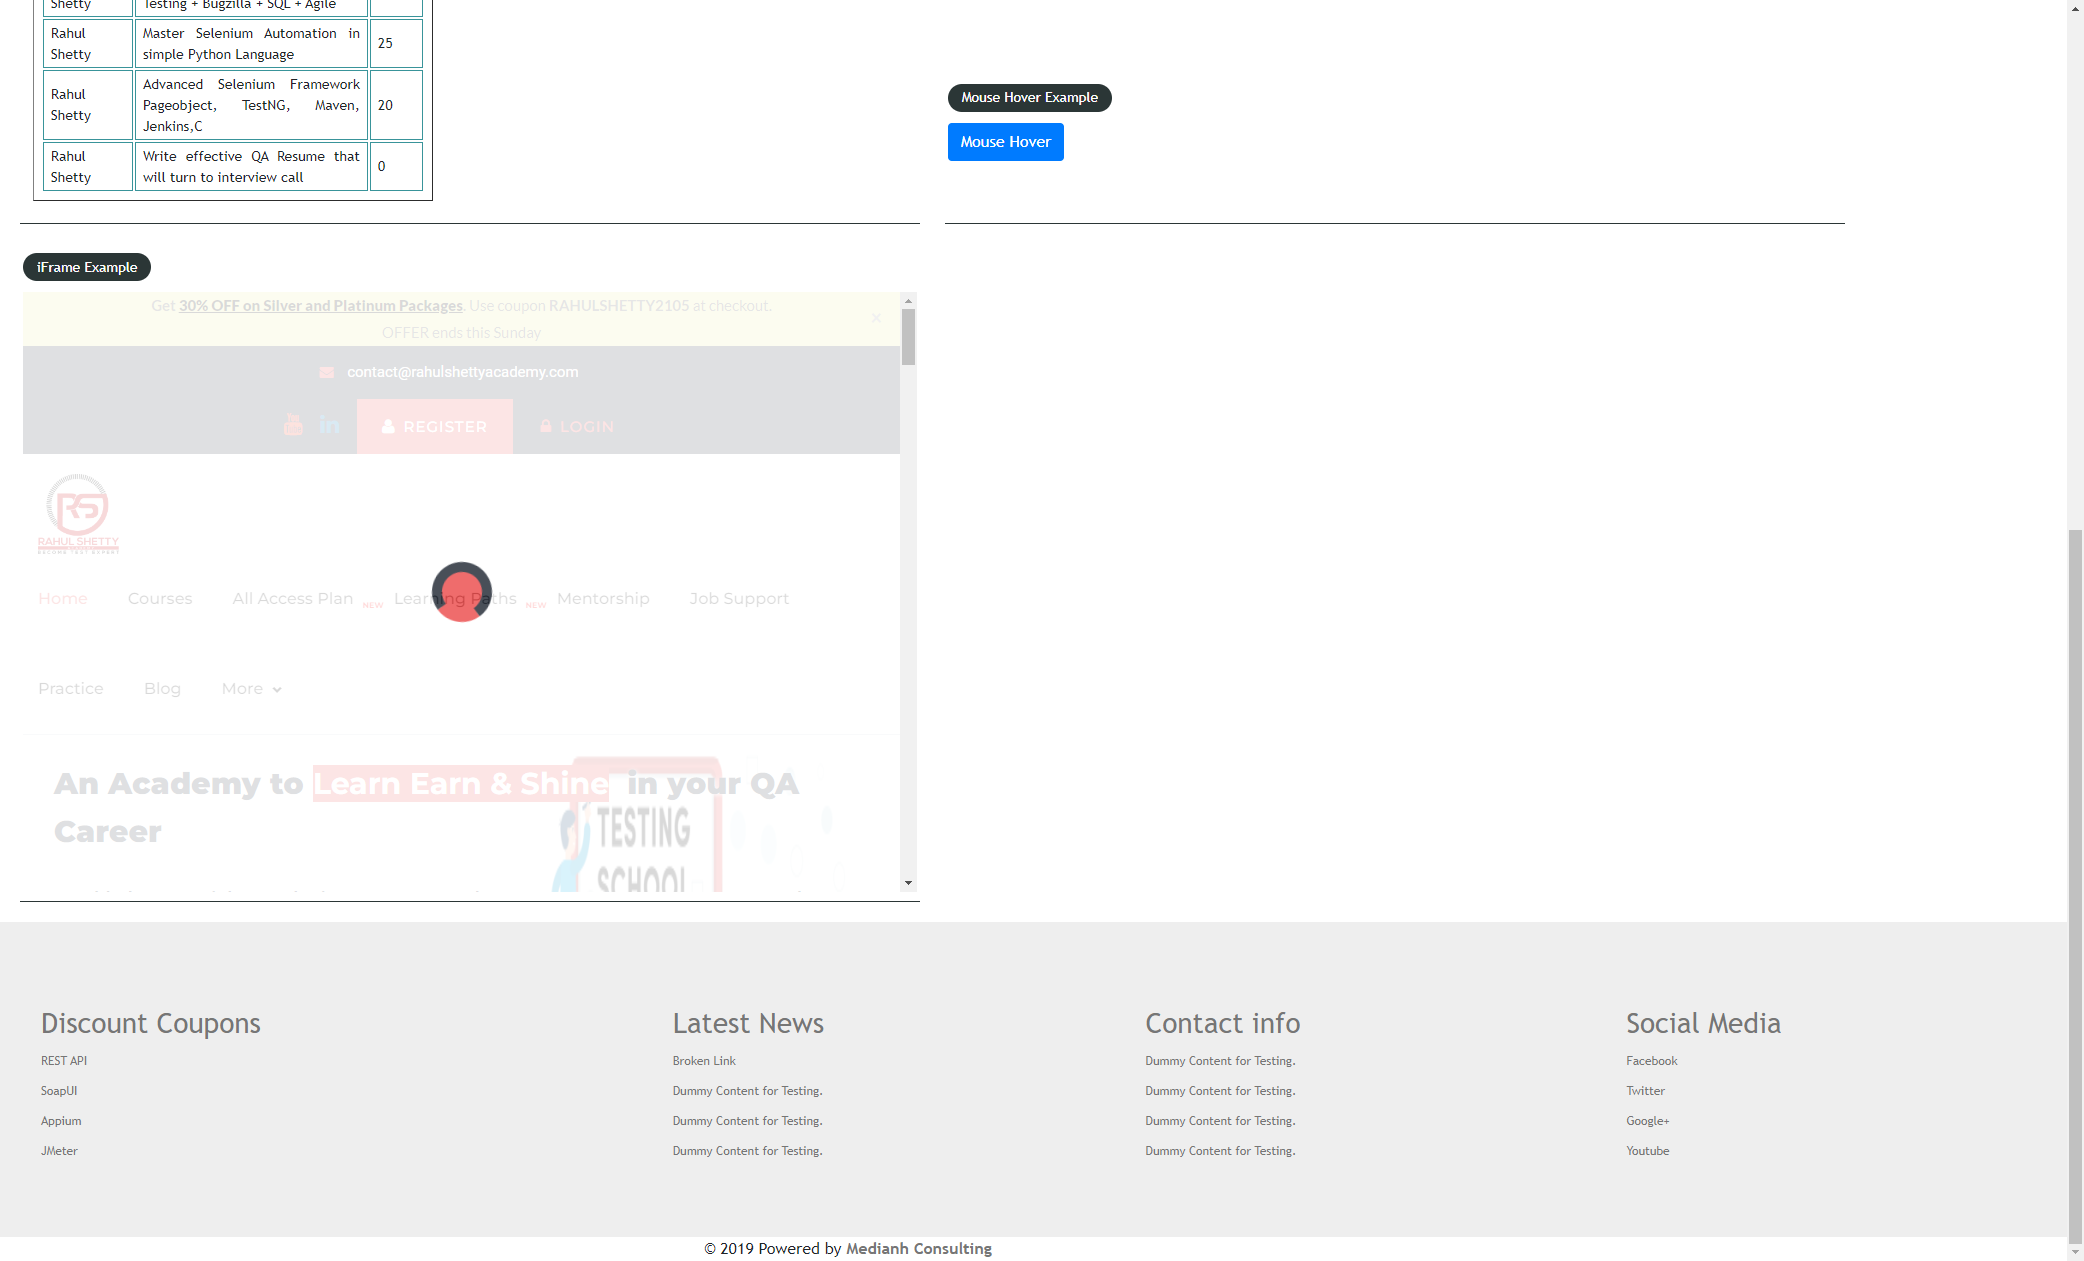 Shetty
Testing + Bugzilla + SQL + Agile
Rahul
Shetty
Master Selenium Automation in
simple Python Language
25
Rahul
Shetty
Advanced Selenium Framework
Pageobject, TestNG, Maven,
Jenkins,C
20
Rahul
Shetty
Write effective QA Resume that
will turn to interview call
0
Mouse Hover Example
Mouse Hover
iFrame Example
Get 30% OFF on Silver and Platinum Packages. Use coupon RAHULSHETTY2105 at checkout.
OFFER ends this Sunday
×
contact@rahulshettyacademy.com
REGISTER
LOGIN
RS
RAHUL SHETTY
Home
Courses
All Access Plan
NEW
Learning Paths
NEW
Mentorship
Job Support
Practice
Blog
More
An Academy to Learn Earn & Shine in your QA
Career
TESTING
SCHOOL
Discount Coupons
REST API
SoapUI
Appium
JMeter
Latest News
Broken Link
Dummy Content for Testing.
Dummy Content for Testing.
Dummy Content for Testing.
Contact info
Dummy Content for Testing.
Dummy Content for Testing.
Dummy Content for Testing.
Dummy Content for Testing.
Social Media
Facebook
Twitter
Google+
Youtube
© 2019 Powered by Medianh Consulting